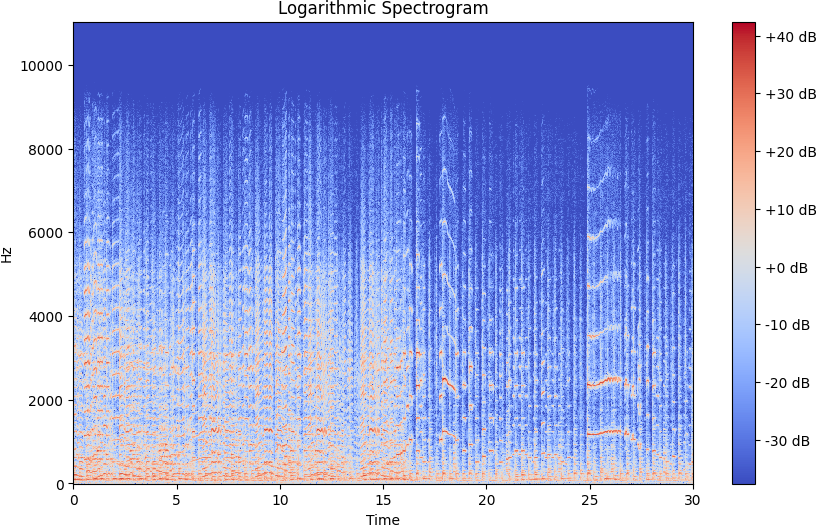 Logarithmic Spectrogram
Hz
10000
8000
6000
4000
2000
0
0 5 10 15 20 25 30
Time
+40 dB
+30 dB
+20 dB
+10 dB
+0 dB
-10 dB
-20 dB
-30 dB